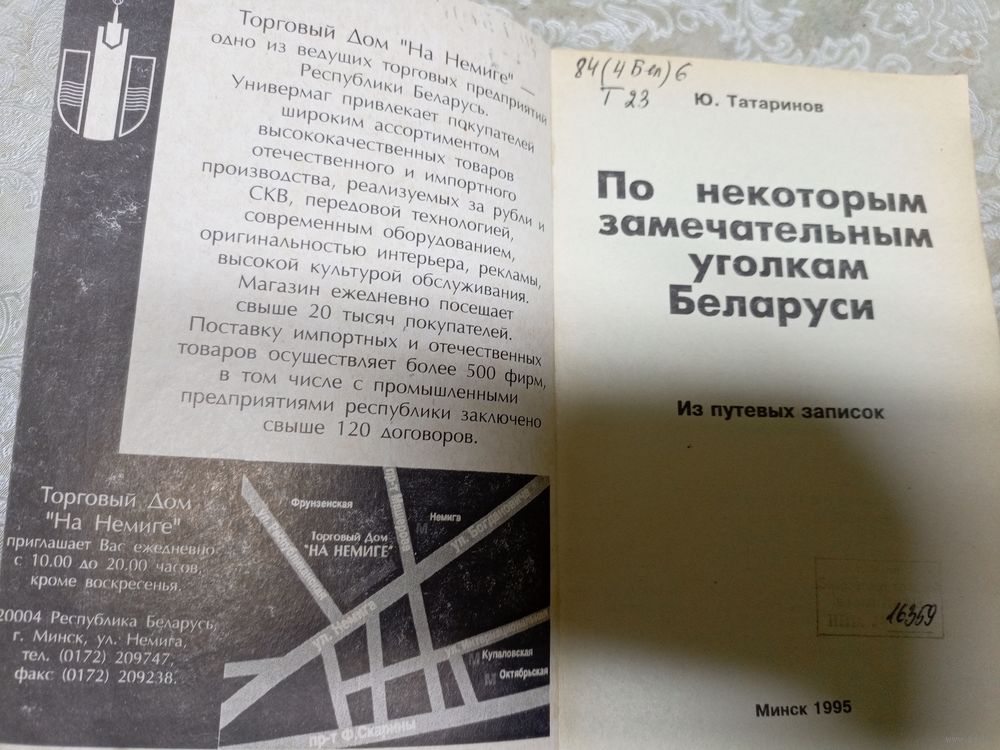 Торговый Дом "На Немиге" —
одно из ведущих торговых предприятий
Республики Беларусь.
Универмаг привлекает покупателей
широким ассортиментом
высококачественных товаров
отечественного и импортного
производства, реализуемых за рубли и
СКВ, передовой технологией,
современным оборудованием,
оригинальностью интерьера, рекламы,
высокой культурой обслуживания.
Магазин ежедневно посещает
свыше 20 тысяч покупателей.
Поставку импортных и отечественных
товаров осуществляет более 500 фирм,
в том числе с промышленными
предприятиями республики заключено
свыше 120 договоров.
Торговый Дом
"На Немиге"
приглашает Вас ежедневно
с 10.00 до 20.00 часов,
кроме воскресенья.
20004 Республика Беларусь,
г. Минск, ул. Немига,
тел. (0172) 209747,
факс (0172) 209238.
Фрунзенская
М Немига
Торговый Дом
"НА НЕМИГЕ"
ул. Немига
М Купаловская
М Октябрьская
пр-т Ф.Скарины
84(4Бел)6
Т 23
Ю. Татаринов
По некоторым
замечательным
уголкам
Беларуси
Из путевых записок
16359
Минск 1995